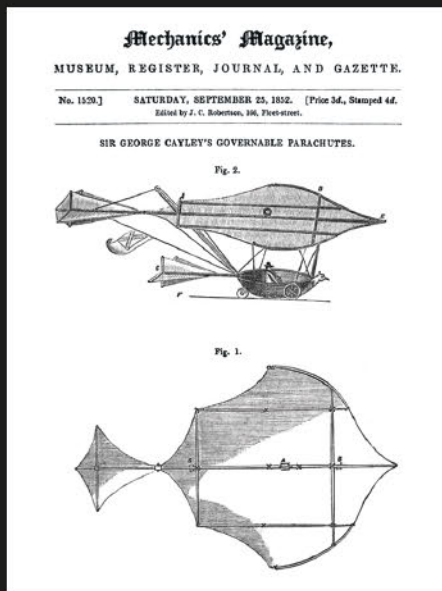 Mechanics' Magazine,
MUSEUM, REGISTER, JOURNAL, AND GAZETTE.
No. 1520.] SATURDAY, SEPTEMBER 25, 1852. [Price 3d., Stamped 4d.
Edited by J. C. Robertson, 166, Fleet-street.
SIR GEORGE CAYLEY'S GOVERNABLE PARACHUTES.
Fig. 2.
Fig. 1.